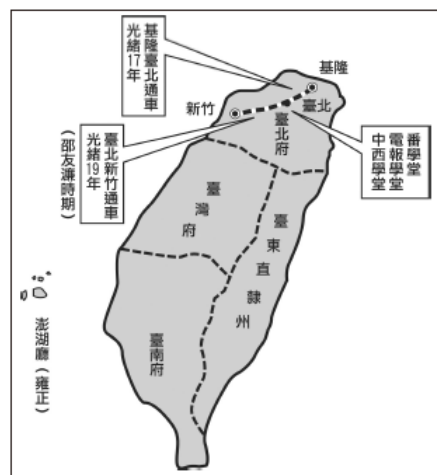 基隆臺北通車
光緒17年
基隆
新竹
臺北
臺北府
臺北新竹通車
光緒19年
(邵友濂時期)
番學堂
電報學堂
中西學堂
臺灣府
臺東直隸州
臺南府
澎湖廳(雍正)